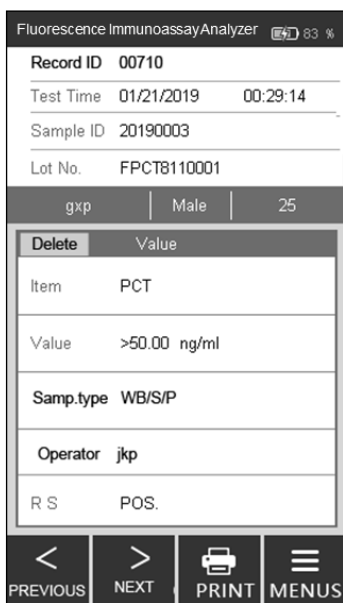 Fluorescence ImmunoassayAnalyzer 83 %
Record ID 00710
Test Time 01/21/2019 00:29:14
Sample ID 20190003
Lot No. FPCT8110001
gxp Male 25
Delete Value
Item PCT
Value >50.00 ng/ml
Samp.type WB/S/P
Operator jkp
R S POS.
PREVIOUS NEXT PRINT MENUS